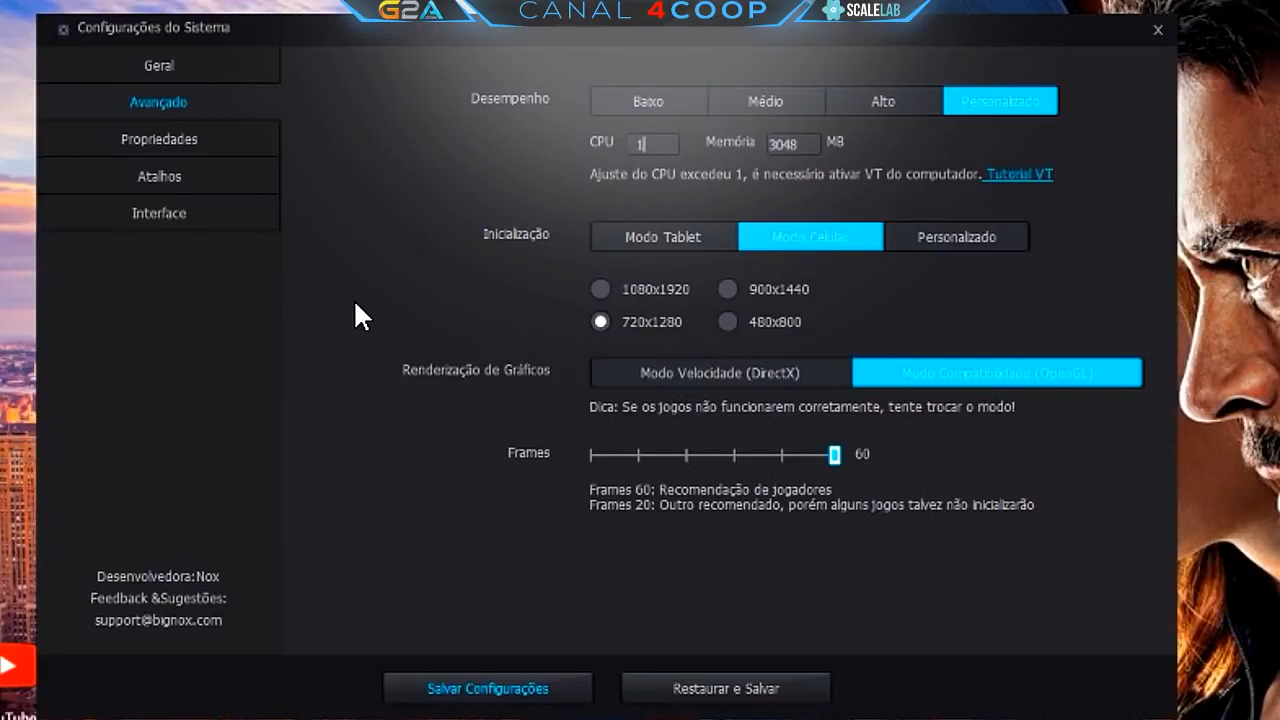 G2A.COM
CANAL 4COOP
SCALELAB
Configurações do Sistema
X
Geral
Avançado
Propriedades
Atalhos
Interface
Desempenho
Baixo
Médio
Alto
Personalizado
CPU 1 Memória 3048 MB
Ajuste do CPU excedeu 1, é necessário ativar VT do computador. Tutorial VT
Inicialização
Modo Tablet
Modo Celular
Personalizado
1080x1920
900x1440
720x1280
480x800
Renderização de Gráficos
Modo Velocidade (DirectX)
Modo Compatibilidade (OpenGL)
Dica: Se os jogos não funcionarem corretamente, tente trocar o modo!
Frames
60
Frames 60: Recomendação de jogadores
Frames 20: Outro recomendado, porém alguns jogos talvez não inicializarão
Desenvolvedora:Nox
Feedback &Sugestões:
support@bignox.com
Salvar Configurações
Restaurar e Salvar